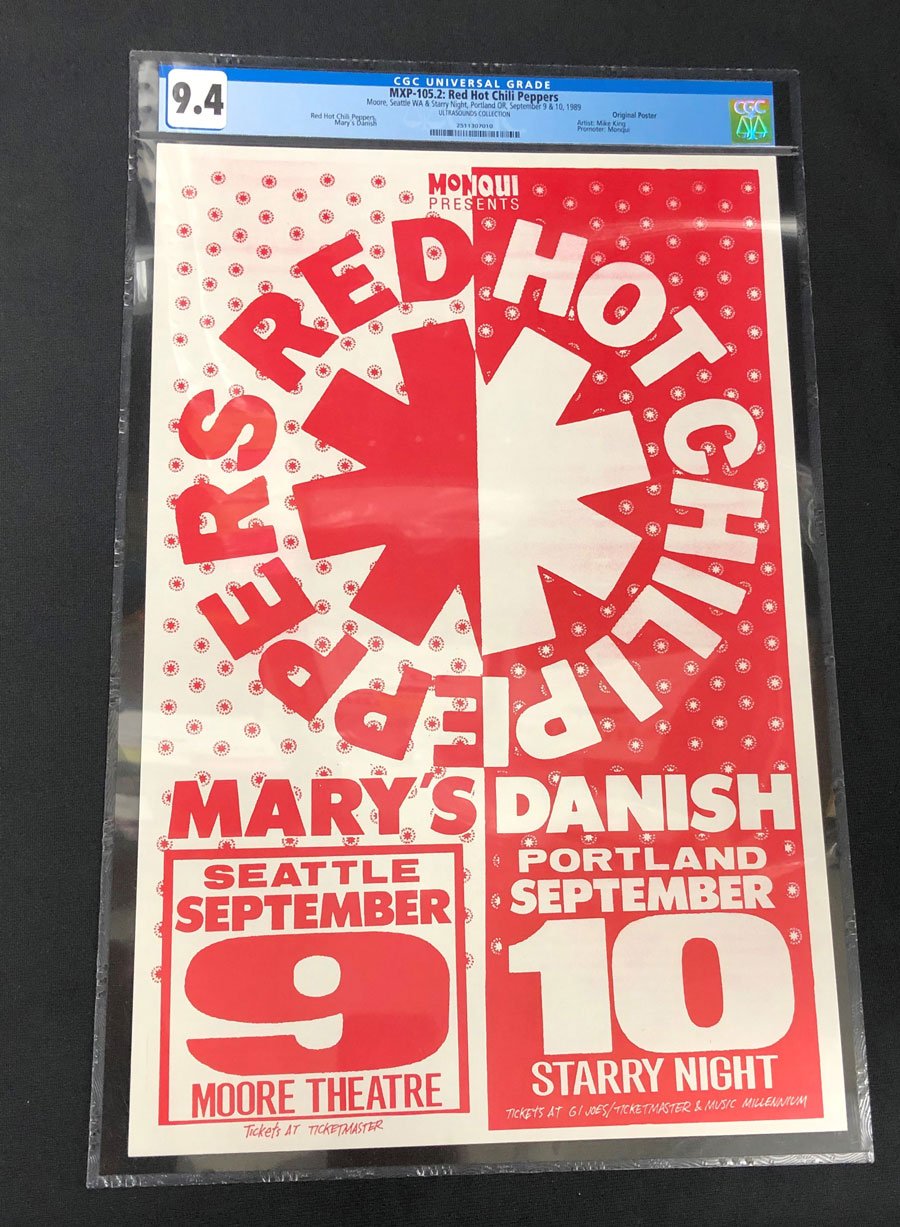 CGC UNIVERSAL GRADE
9.4
MXP-105.2: Red Hot Chili Peppers
Moore, Seattle WA & Starry Night, Portland OR, September 9 & 10, 1989
ULTRASOUNDS COLLECTION
Red Hot Chili Peppers,
Mary's Danish
2511307010
Original Poster
Artist: Mike King
Promoter: Monqui
CGC
MONQUI
PRESENTS
RED HOT CHILI PEPPERS
MARY'S DANISH
SEATTLE
SEPTEMBER
9
MOORE THEATRE
TICKETS AT TICKETMASTER
PORTLAND
SEPTEMBER
10
STARRY NIGHT
TICKETS AT GI JOES/TICKETMASTER & MUSIC MILLENNIUM